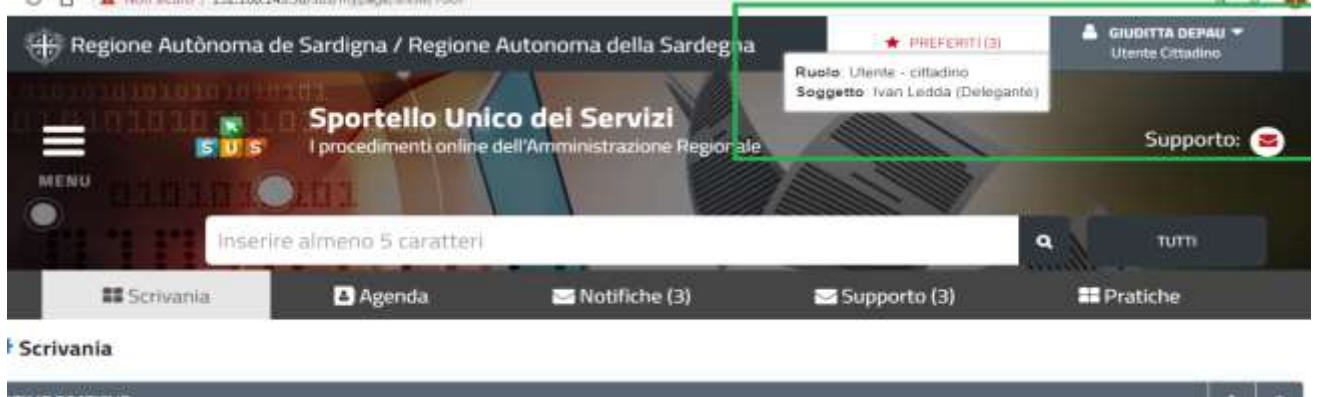 Regione Autònoma de Sardigna / Regione Autonoma della Sardegna
★ PREFERITI (3)
GIUDITTA DEPAU
Utente Cittadino
Ruolo: Utente - cittadino
Soggetto: Ivan Ledda (Delegante)
Sportello Unico dei Servizi
I procedimenti online dell'Amministrazione Regionale
SUS
MENU
Supporto:
Inserire almeno 5 caratteri
TUTTI
Scrivania
Agenda
Notifiche (3)
Supporto (3)
Pratiche
Scrivania